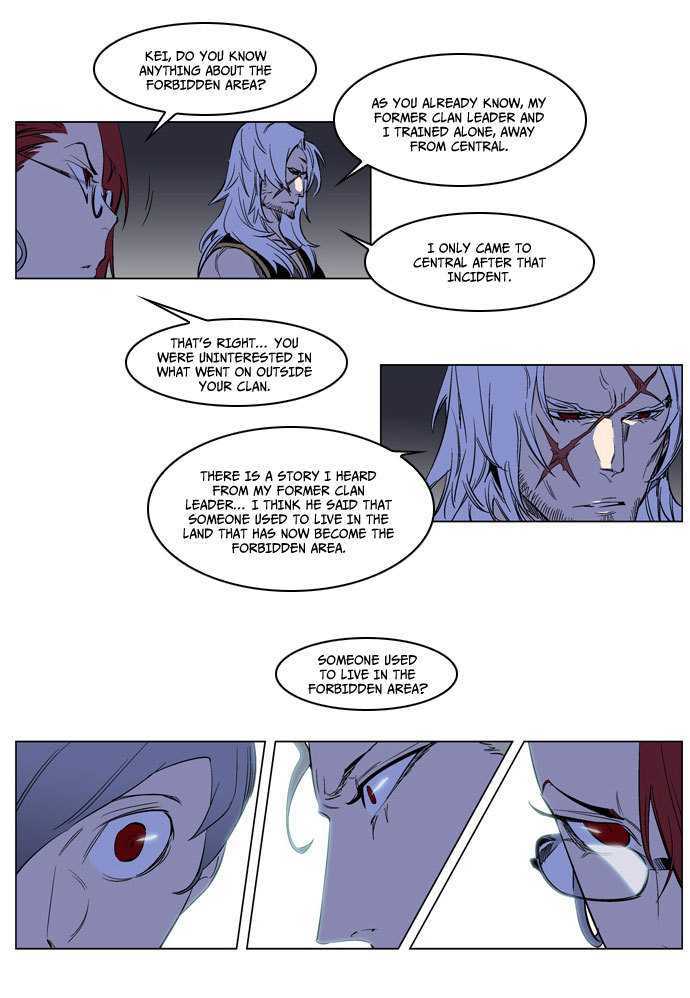 KEI, DO YOU KNOW
ANYTHING ABOUT THE
FORBIDDEN AREA?
AS YOU ALREADY KNOW, MY
FORMER CLAN LEADER AND
I TRAINED ALONE, AWAY
FROM CENTRAL.
I ONLY CAME TO
CENTRAL AFTER THAT
INCIDENT.
THAT'S RIGHT... YOU
WERE UNINTERESTED IN
WHAT WENT ON OUTSIDE
YOUR CLAN.
THERE IS A STORY I HEARD
FROM MY FORMER CLAN
LEADER... I THINK HE SAID THAT
SOMEONE USED TO LIVE IN THE
LAND THAT HAS NOW BECOME THE
FORBIDDEN AREA.
SOMEONE USED
TO LIVE IN THE
FORBIDDEN AREA?